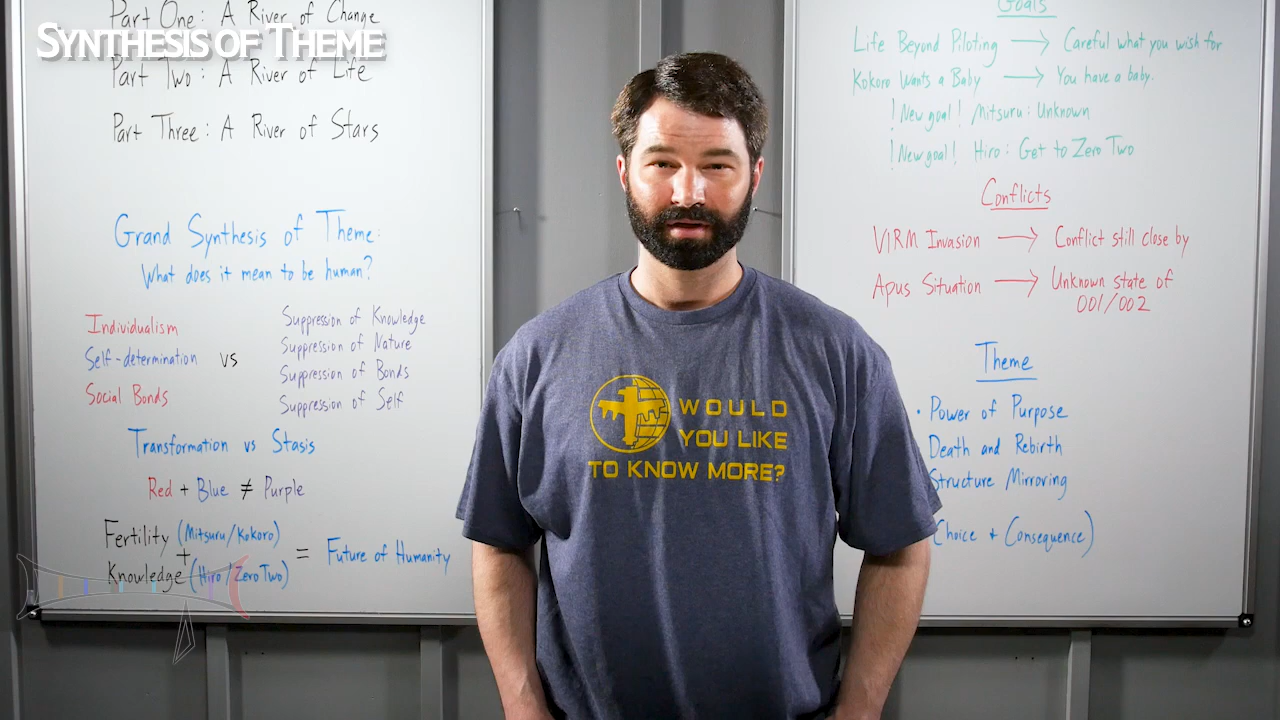 Part One: A River of Change
SYNTHESIS OF THEME
Part Two: A River of Life
Part Three: A River of Stars
Grand Synthesis of Theme:
What does it mean to be human?
Individualism
Self-determination vs
Social Bonds
Suppression of Knowledge
Suppression of Nature
Suppression of Bonds
Suppression of Self
Transformation vs Stasis
Red + Blue ≠ Purple
Fertility (Mitsuru/Kokoro)
+
= Future of Humanity
Knowledge (Hiro/Zero Two)
WOULD
YOU LIKE
TO KNOW MORE?
Goals
Life Beyond Piloting → Careful what you wish for
Kokoro Wants a Baby → You have a baby.
! New goal! Mitsuru: Unknown
! New goal! Hiro: Get to Zero Two
Conflicts
VIRM Invasion → Conflict still close by
Apus Situation → Unknown state of
001/002
Theme
• Power of Purpose
Death and Rebirth
Structure Mirroring
(Choice + Consequence)